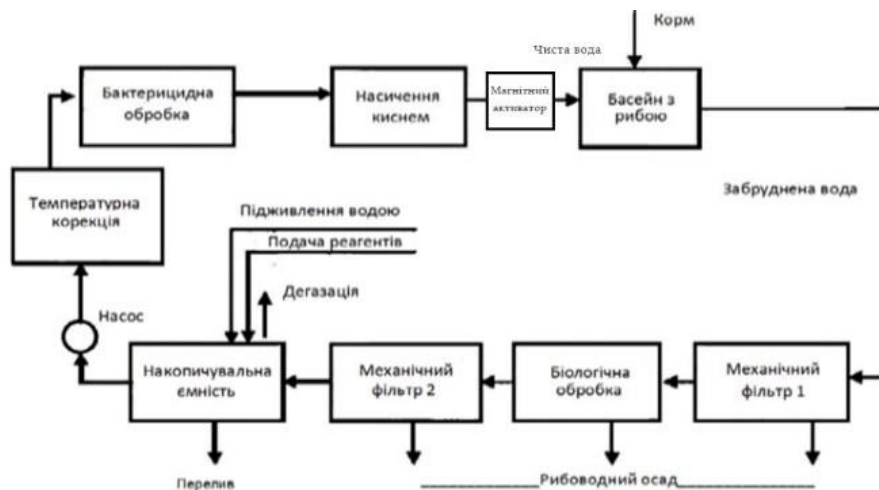 Корм
Чиста вода
Бактерицидна
обробка
Насичення
киснем
Магнітний
активатор
Басейн з
рибою
Температурна
корекція
Забруднена вода
Підживлення водою
Подача реагентів
Дегазація
Насос
Накопичувальна
ємність
Механічний
фільтр 2
Біологічна
обробка
Механічний
фільтр 1
Перелив
Рибоводний осад